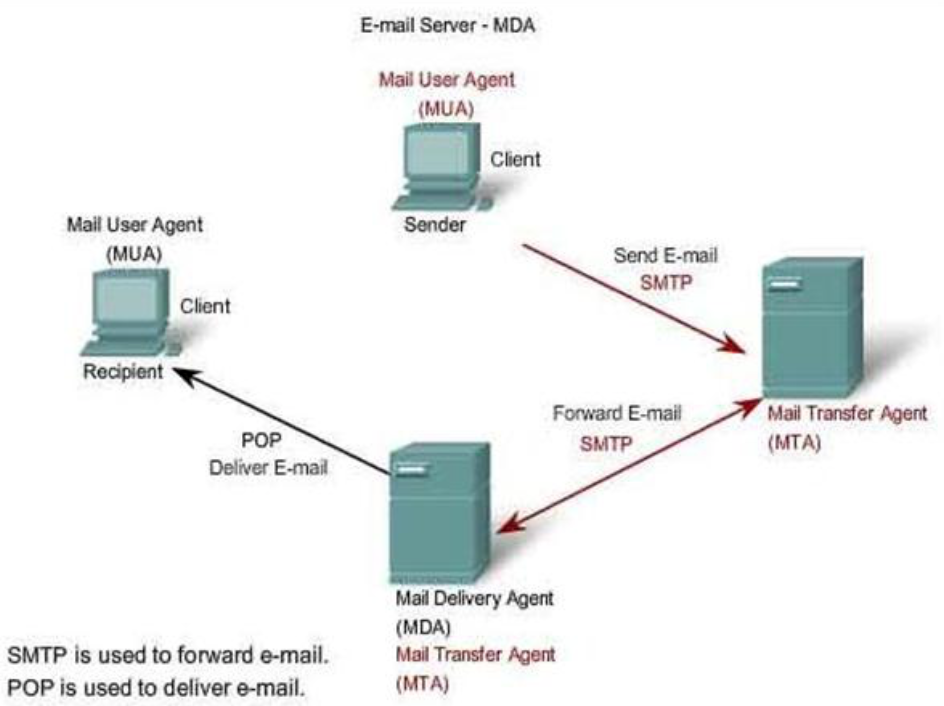 E-mail Server - MDA
Mail User Agent
(MUA)
Client
Sender
Mail User Agent
(MUA)
Client
Recipient
Send E-mail
SMTP
Forward E-mail
SMTP
Mail Transfer Agent
(MTA)
POP
Deliver E-mail
Mail Delivery Agent
(MDA)
Mail Transfer Agent
(MTA)
SMTP is used to forward e-mail.
POP is used to deliver e-mail.